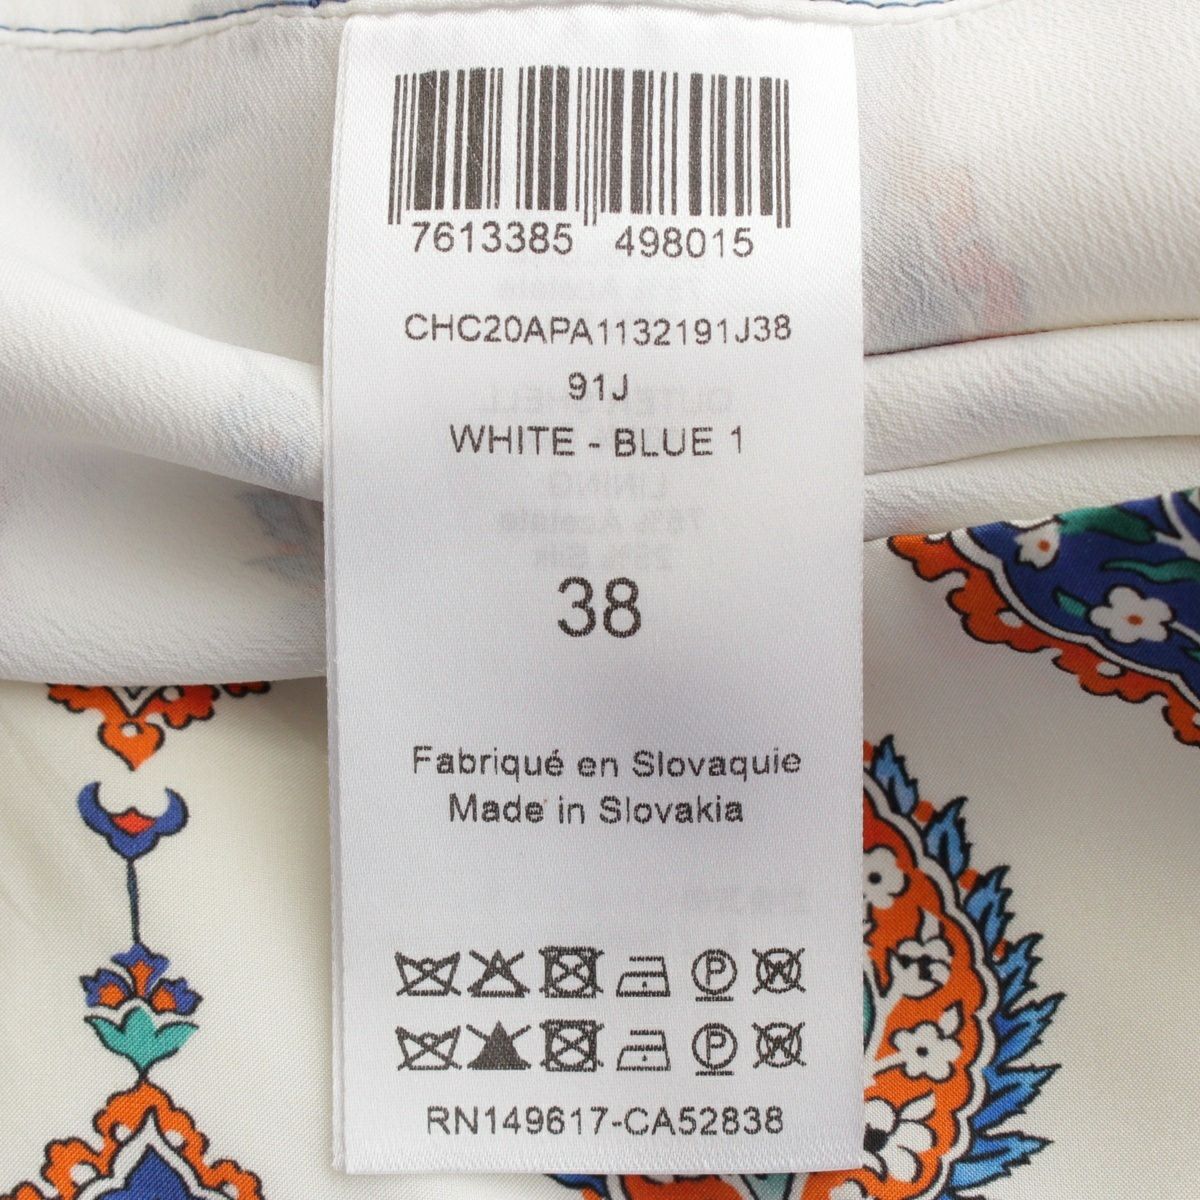 7613385 498015
CHC20APA1132191J38
91J
WHITE - BLUE 1
38
Fabriqué en Slovaquie
Made in Slovakia
RN149617-CA52838